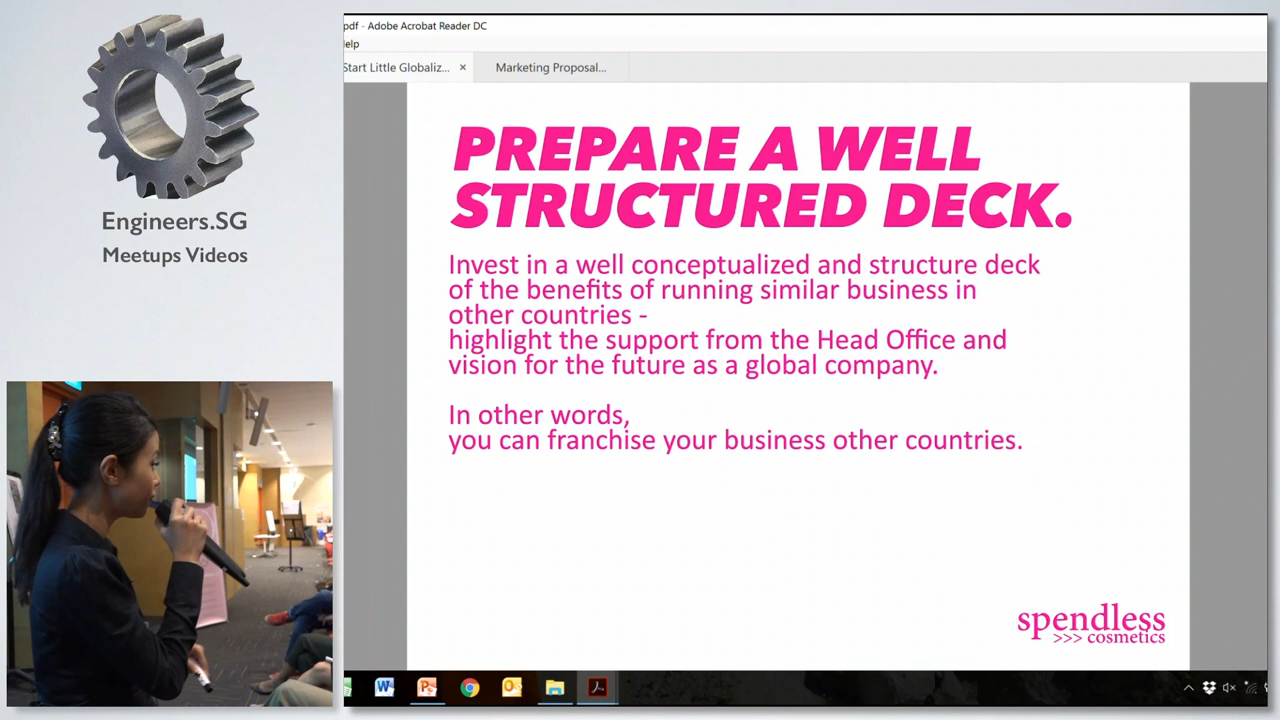 Engineers.SG
Meetups Videos
pdf - Adobe Acrobat Reader DC
elp
Start Little Globaliz...
Marketing Proposal...
PREPARE A WELL
STRUCTURED DECK.
Invest in a well conceptualized and structure deck
of the benefits of running similar business in
other countries -
highlight the support from the Head Office and
vision for the future as a global company.
In other words,
you can franchise your business other countries.
spendless
>>> cosmetics